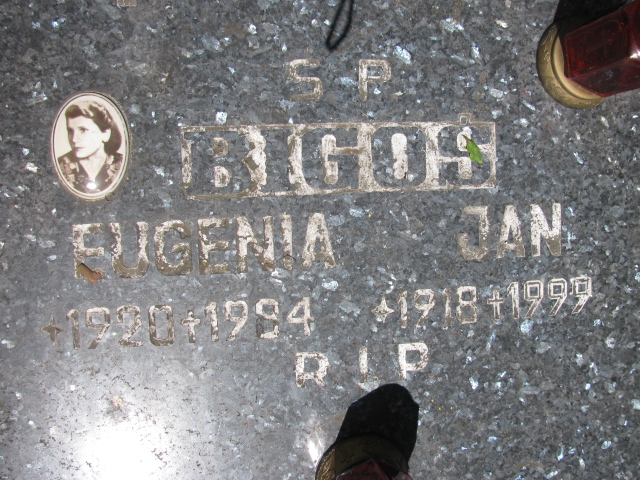 S P
BIGOŚ
EUGENIA JAN
*1920 †1984 *1918 †1999
R I P